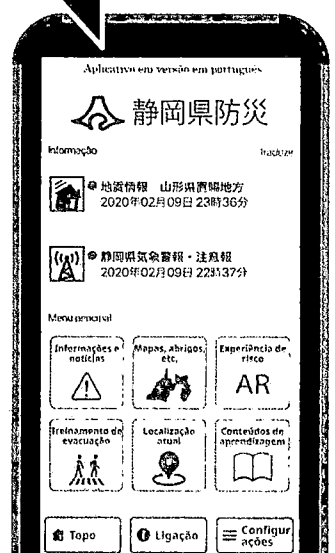 Aplicativo em versão em português
静岡県防災
Informação
Traduzir
地震情報 山形県置賜地方
2020年02月09日 23時36分
静岡県気象警報・注意報
2020年02月09日 22時37分
Menu principal
Informações e
notícias
Mapas, abrigos,
etc.
Experiência de
risco
AR
Treinamento de
evacuação
Localização
atual
Conteúdos de
aprendizagem
Topo
Ligação
Configur
ações